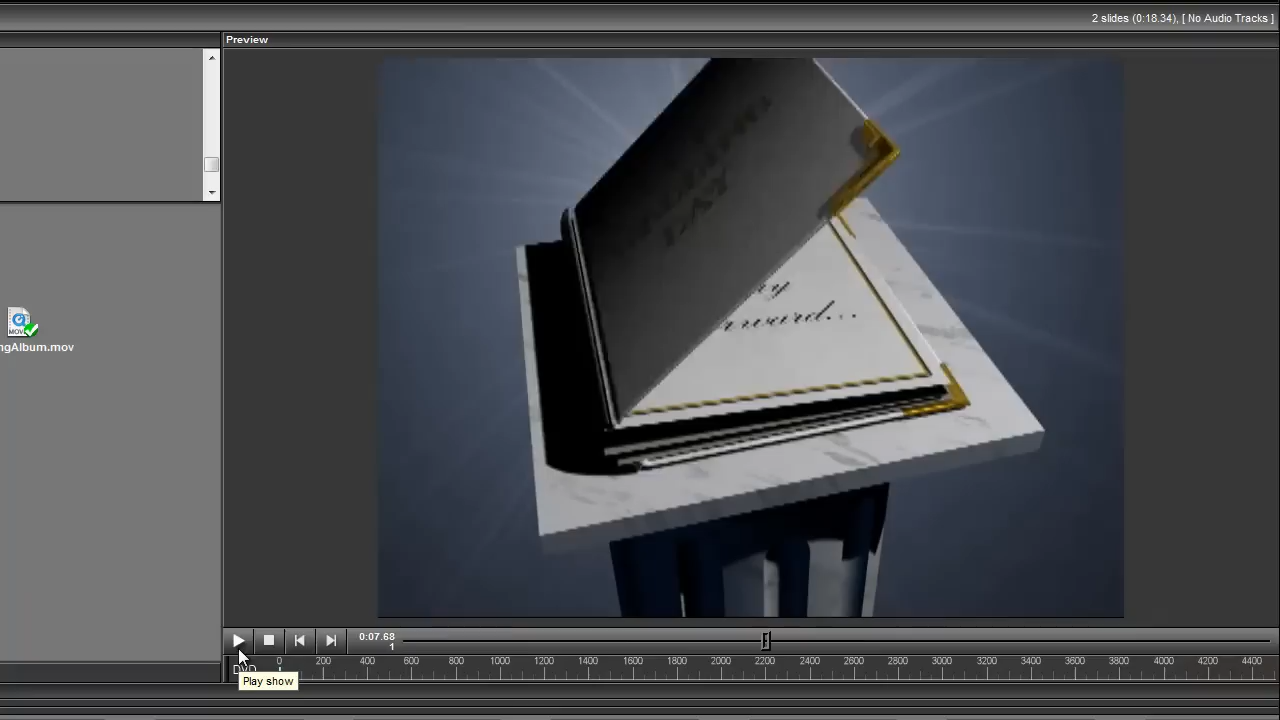 2 slides (0:18.34), [ No Audio Tracks ]
Preview
MOV
ngAlbum.mov
0:07.68
1
DVD
0 200 400 600 800 1000 1200 1400 1600 1800 2000 2200 2400 2600 2800 3000 3200 3400 3600 3800 4000 4200 4400
Play show